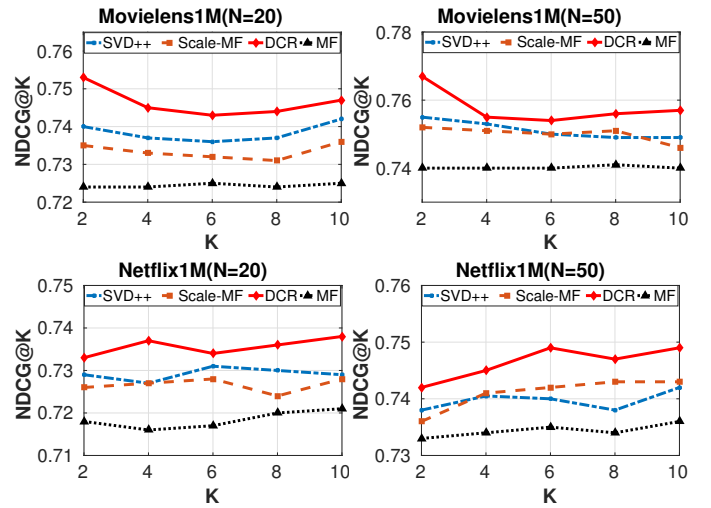 Movielens1M(N=20)
SVD++ Scale-MF DCR MF
NDCG@K
0.76
0.75
0.74
0.73
0.72
2 4 6 8 10
K
Movielens1M(N=50)
SVD++ Scale-MF DCR MF
NDCG@K
0.78
0.76
0.74
2 4 6 8 10
K
Netflix1M(N=20)
SVD++ Scale-MF DCR MF
NDCG@K
0.75
0.74
0.73
0.72
0.71
2 4 6 8 10
K
Netflix1M(N=50)
SVD++ Scale-MF DCR MF
NDCG@K
0.76
0.75
0.74
0.73
2 4 6 8 10
K